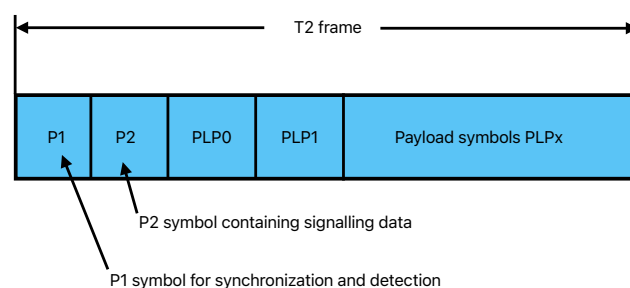 T2 frame
P1
P2
PLP0
PLP1
Payload symbols PLPx
P2 symbol containing signalling data
P1 symbol for synchronization and detection